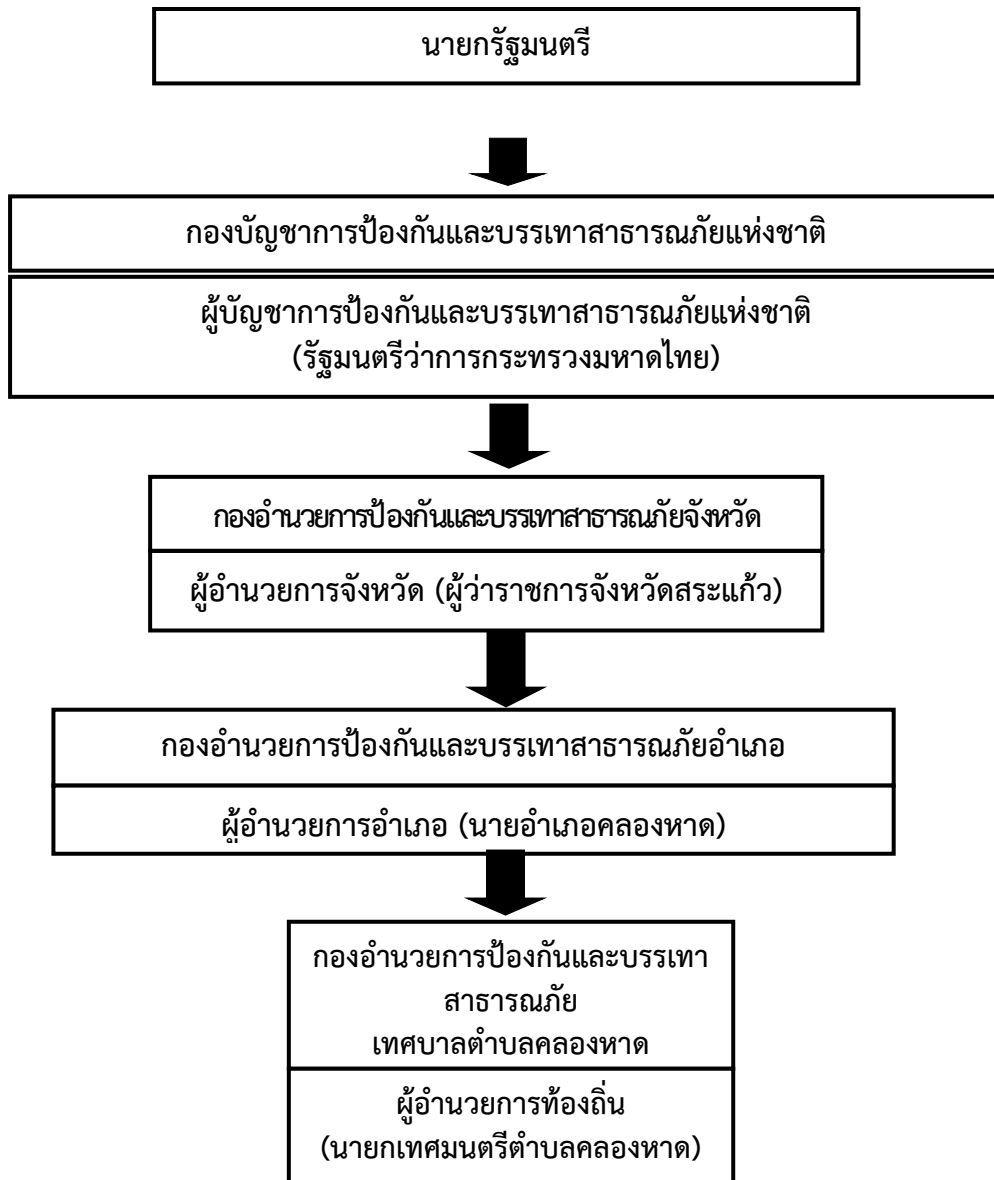 นายกรัฐมนตรี
กองบัญชาการป้องกันและบรรเทาสาธารณภัยแห่งชาติ
ผู้บัญชาการป้องกันและบรรเทาสาธารณภัยแห่งชาติ
(รัฐมนตรีว่าการกระทรวงมหาดไทย)
กองอำนวยการป้องกันและบรรเทาสาธารณภัยจังหวัด
ผู้อำนวยการจังหวัด (ผู้ว่าราชการจังหวัดสระแก้ว)
กองอำนวยการป้องกันและบรรเทาสาธารณภัยอำเภอ
ผู้อำนวยการอำเภอ (นายอำเภอคลองหาด)
กองอำนวยการป้องกันและบรรเทา
สาธารณภัย
เทศบาลตำบลคลองหาด
ผู้อำนวยการท้องถิ่น
(นายกเทศมนตรีตำบลคลองหาด)